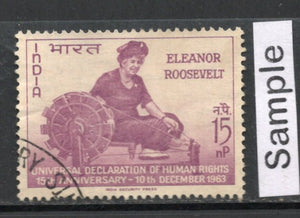 INDIA
भारत
ELEANOR
ROOSEVELT
न.पै.
15
nP
UNIVERSAL DECLARATION OF HUMAN RIGHTS
15TH ANNIVERSARY - 10TH DECEMBER 1963
INDIA SECURITY PRESS
Sample